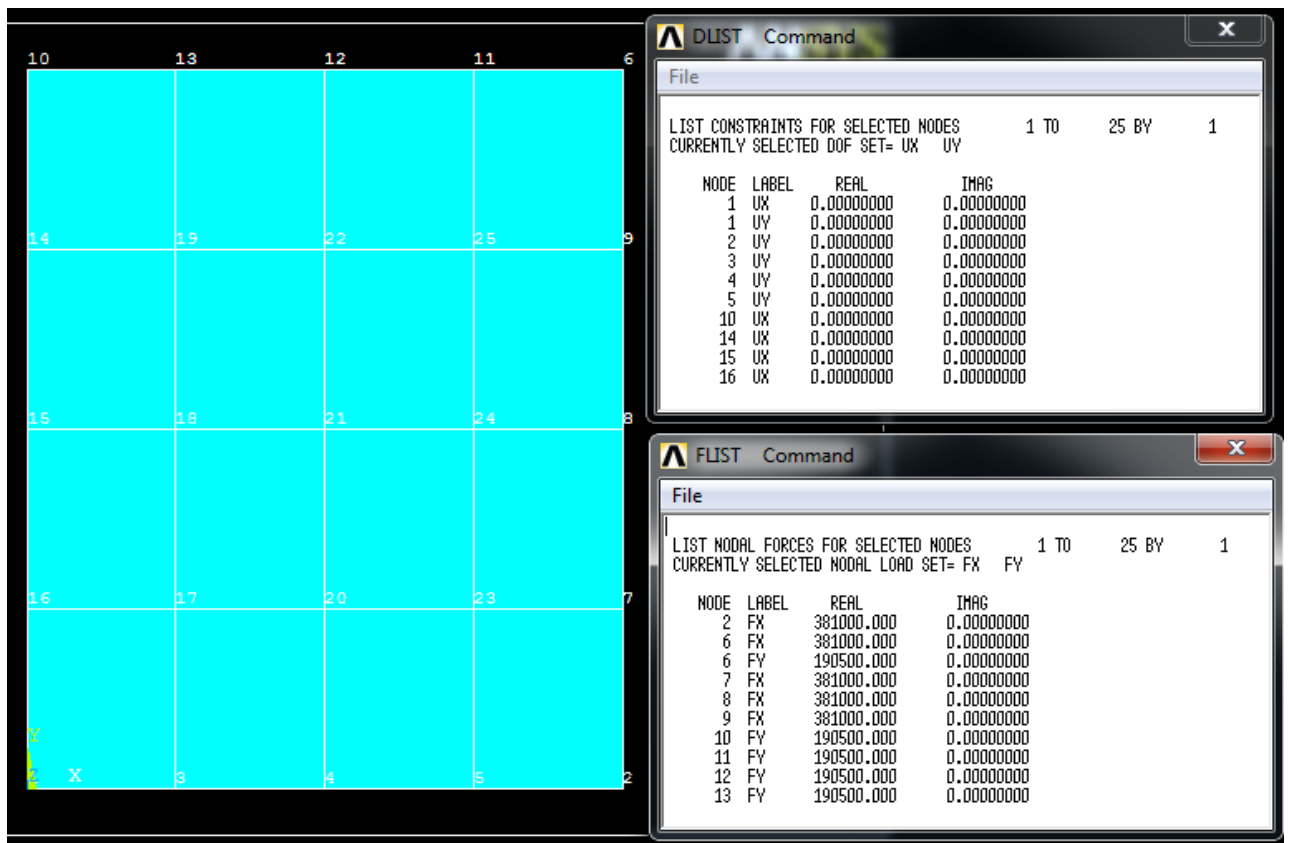 10 13 12 11 6
14 19 22 25 9
15 18 21 24 8
16 17 20 23 7
Y
Z X 3 4 5 2
DLIST Command
File
LIST CONSTRAINTS FOR SELECTED NODES 1 TO 25 BY 1
CURRENTLY SELECTED DOF SET= UX UY
NODE LABEL REAL IMAG
1 UX 0.00000000 0.00000000
1 UY 0.00000000 0.00000000
2 UY 0.00000000 0.00000000
3 UY 0.00000000 0.00000000
4 UY 0.00000000 0.00000000
5 UY 0.00000000 0.00000000
10 UX 0.00000000 0.00000000
14 UX 0.00000000 0.00000000
15 UX 0.00000000 0.00000000
16 UX 0.00000000 0.00000000
FLIST Command
File
LIST NODAL FORCES FOR SELECTED NODES 1 TO 25 BY 1
CURRENTLY SELECTED NODAL LOAD SET= FX FY
NODE LABEL REAL IMAG
2 FX 381000.000 0.00000000
6 FX 381000.000 0.00000000
6 FY 190500.000 0.00000000
7 FX 381000.000 0.00000000
8 FX 381000.000 0.00000000
9 FX 381000.000 0.00000000
10 FY 190500.000 0.00000000
11 FY 190500.000 0.00000000
12 FY 190500.000 0.00000000
13 FY 190500.000 0.00000000